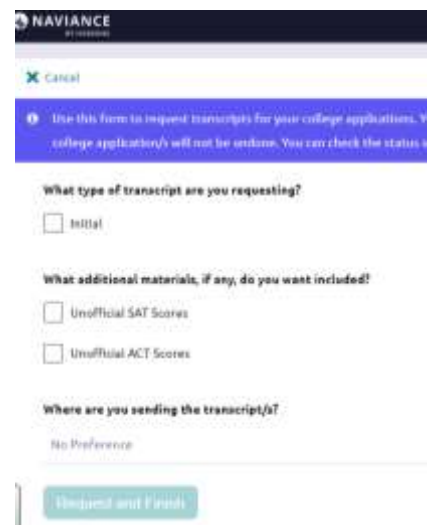 NAVIANCE
Cancel
Use this form to request transcripts for your college applications. Y
college application/s will not be undone. You can check the status
What type of transcript are you requesting?
Initial
What additional materials, if any, do you want included?
Unofficial SAT Scores
Unofficial ACT Scores
Where are you sending the transcript/s?
No Preference
Request and Finish